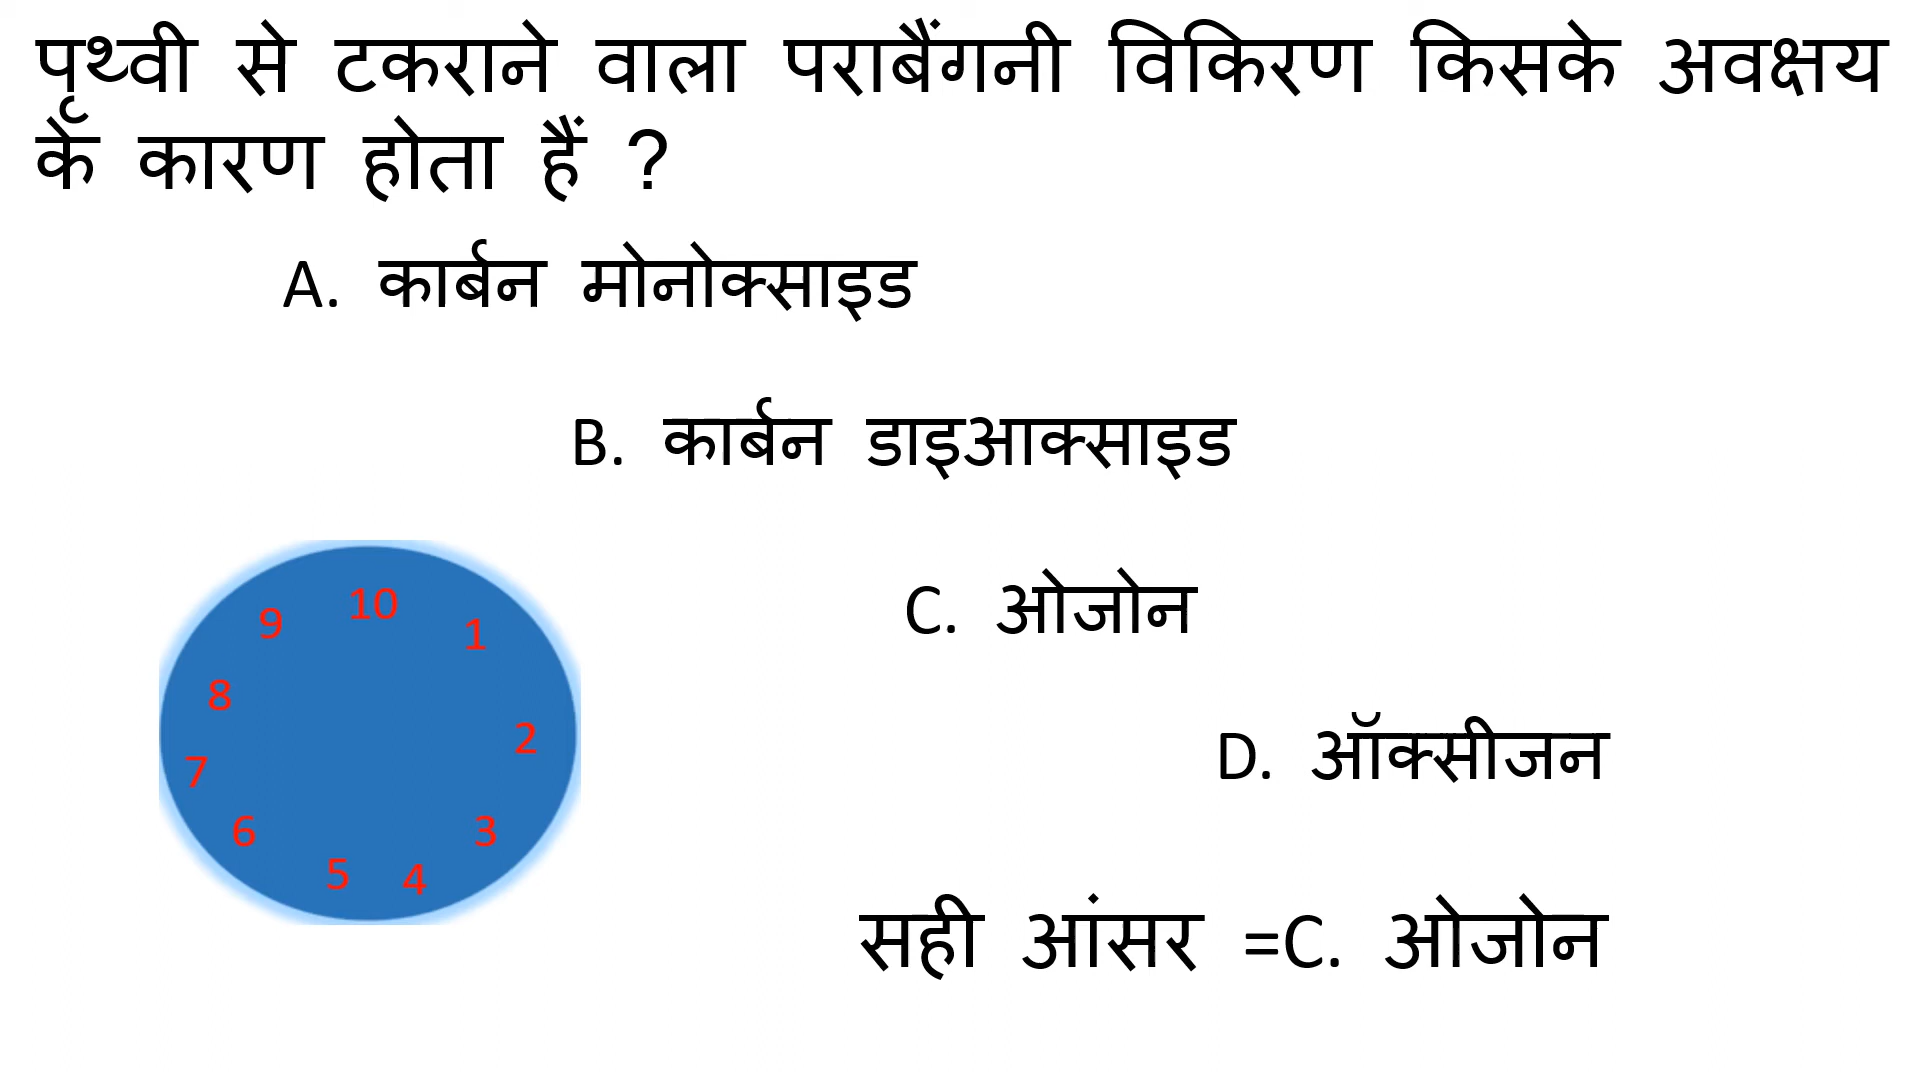 पृथ्वी से टकराने वाला पराबैंगनी विकिरण किसके अवक्षय
के कारण होता हैं ?
A. कार्बन मोनोक्साइड
B. कार्बन डाइआक्साइड
C. ओजोन
D. ऑक्सीजन
10
9
1
8
2
7
6
3
5
4
सही आंसर =C. ओजोन